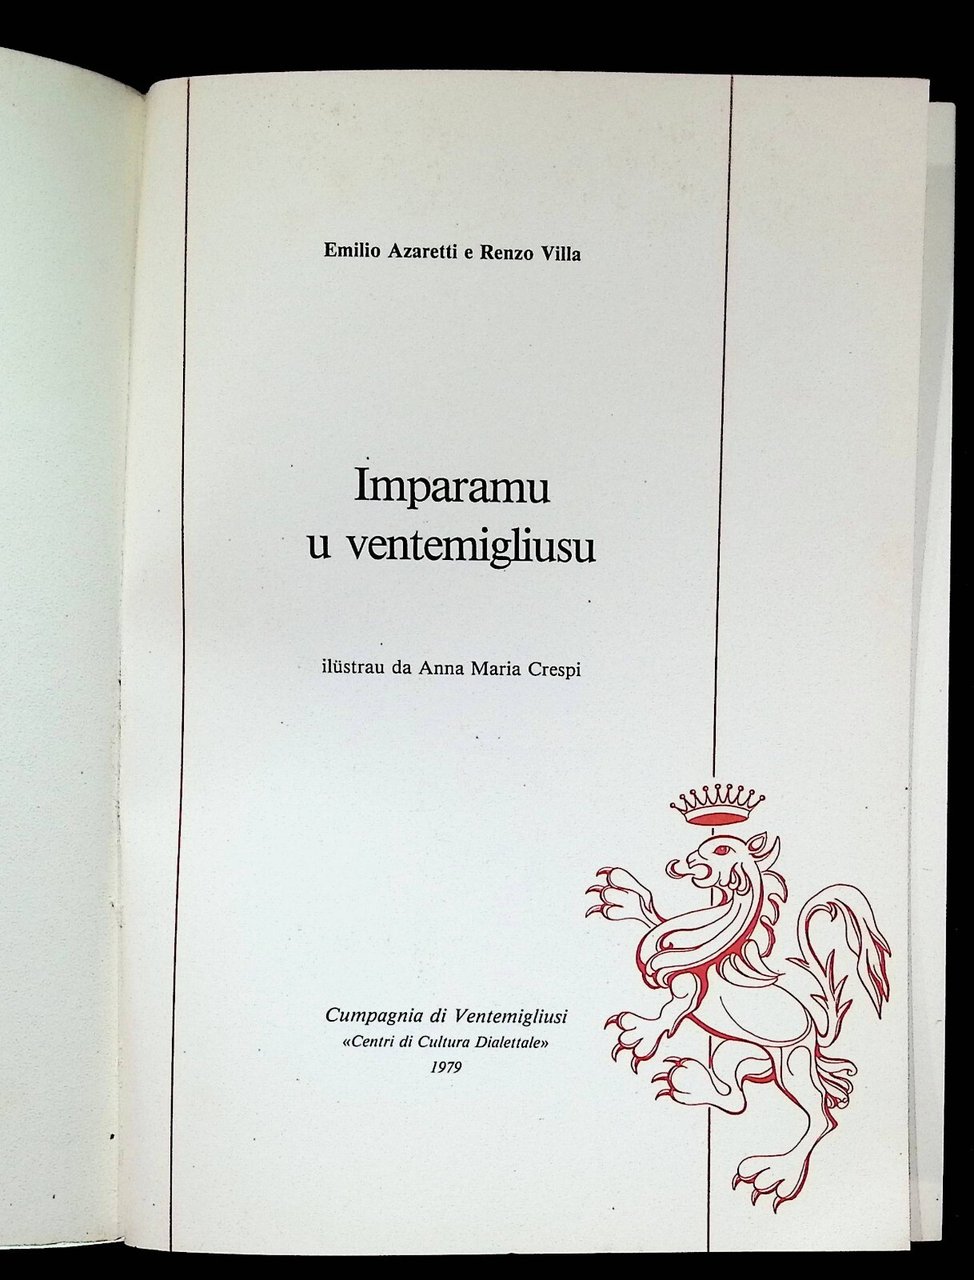 Emilio Azaretti e Renzo Villa
Imparamu
u ventemigliusu
ilüstrau da Anna Maria Crespi
Cumpagnia di Ventemigliusi
«Centri di Cultura Dialettale»
1979